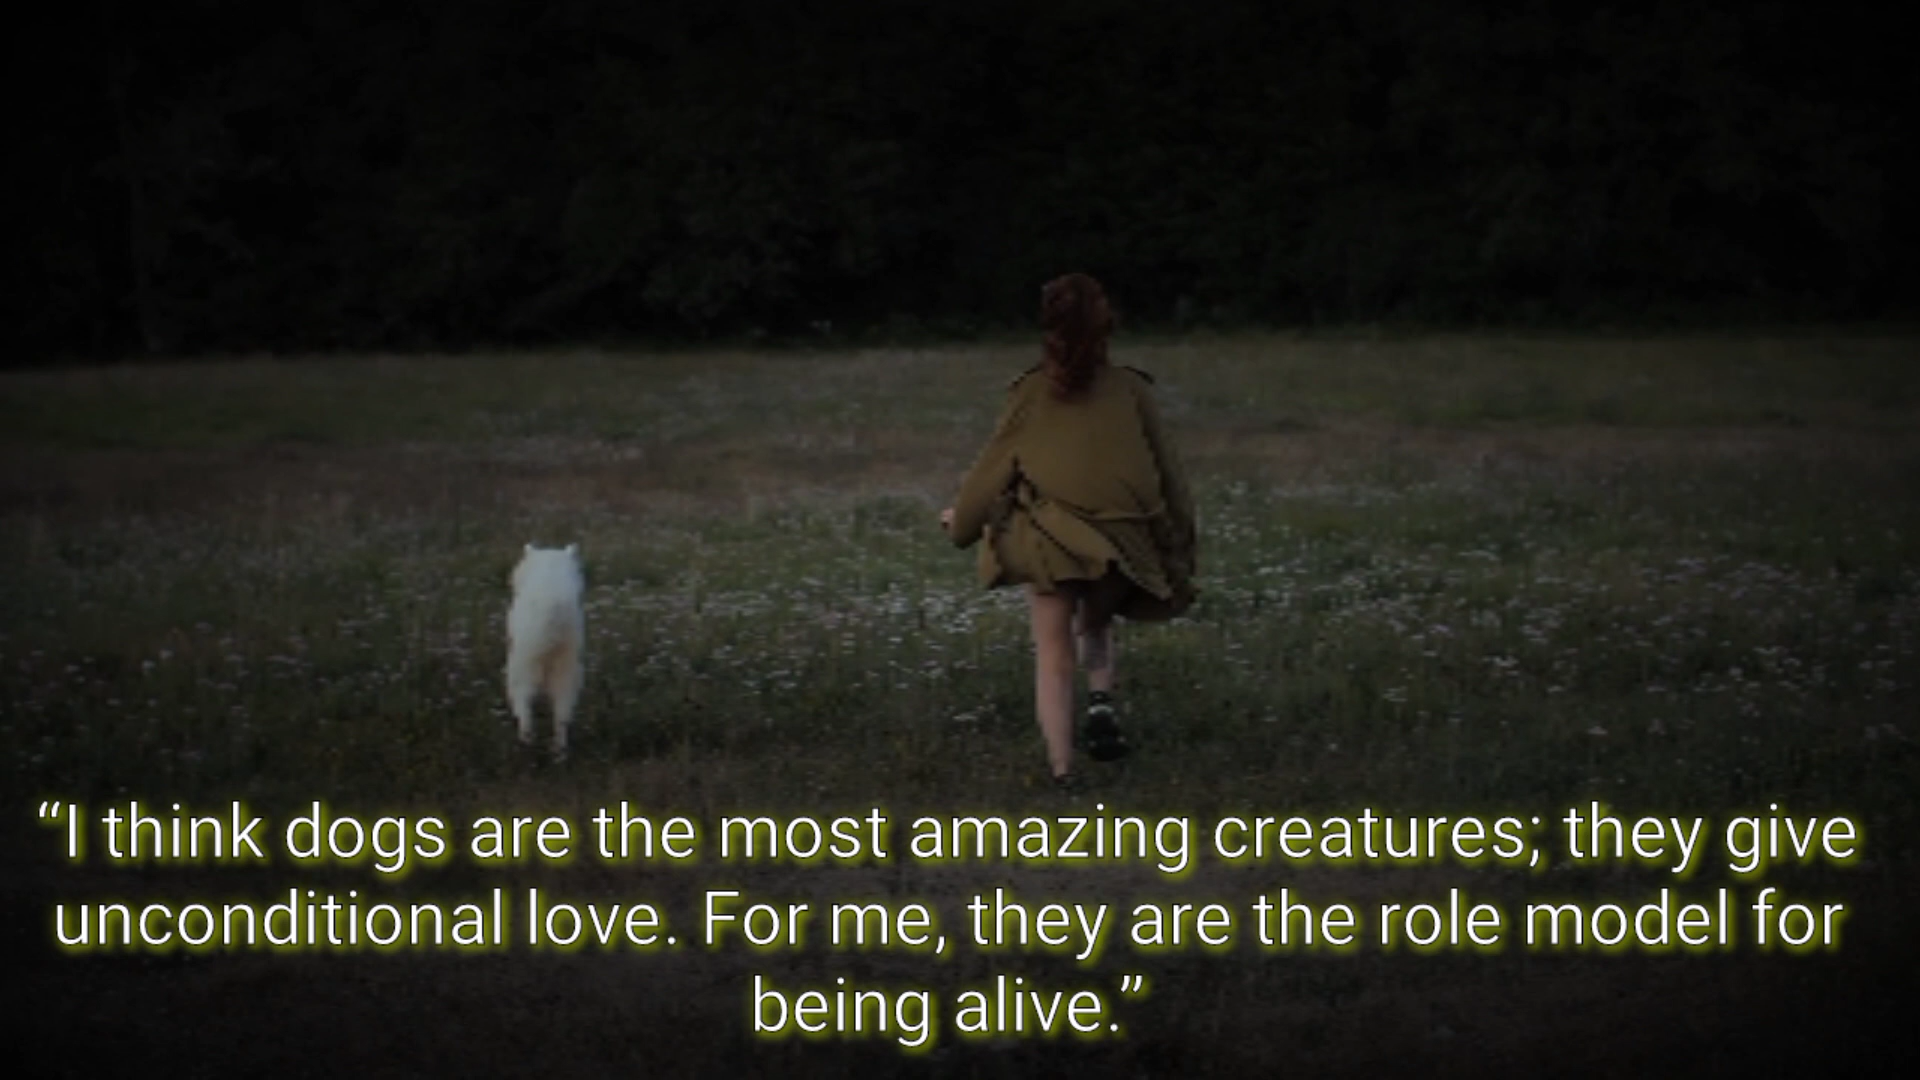 “I think dogs are the most amazing creatures; they give
unconditional love. For me, they are the role model for
being alive.”